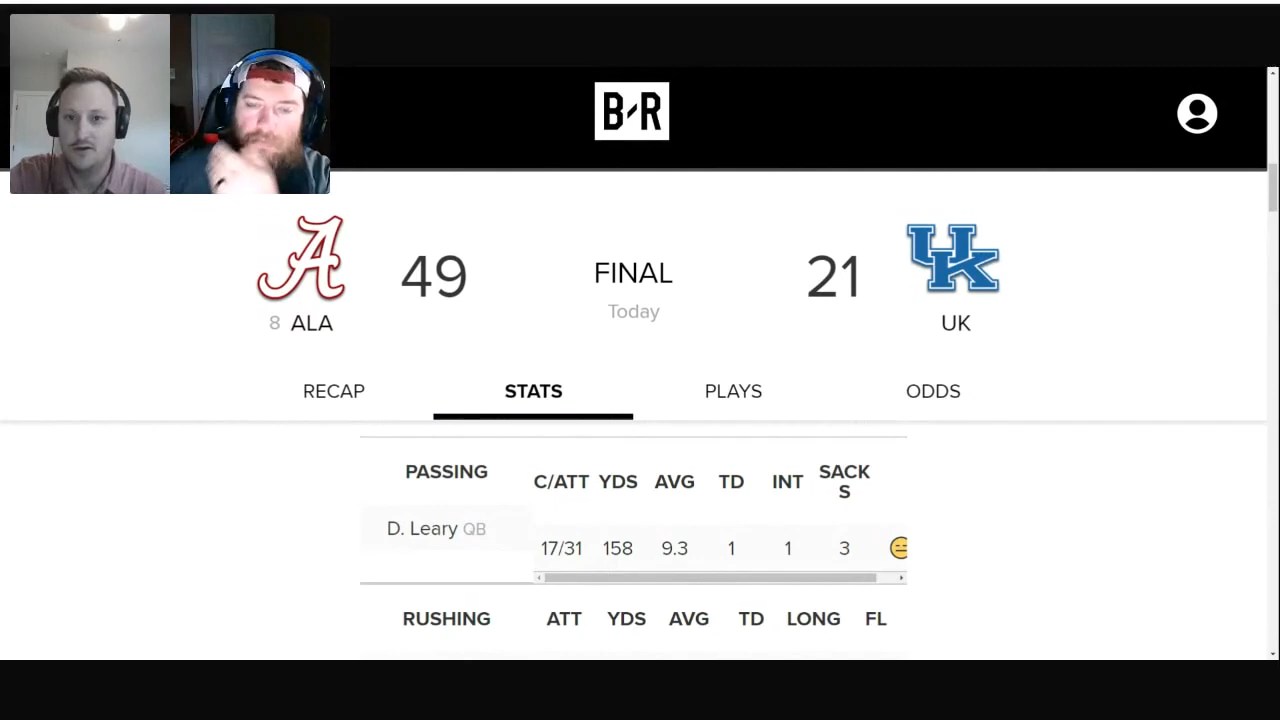 B/R
49
FINAL
21
Today
8 ALA
UK
RECAP STATS PLAYS ODDS
PASSING C/ATT YDS AVG TD INT SACK
S
D. Leary QB
17/31 158 9.3 1 1 3
RUSHING ATT YDS AVG TD LONG FL